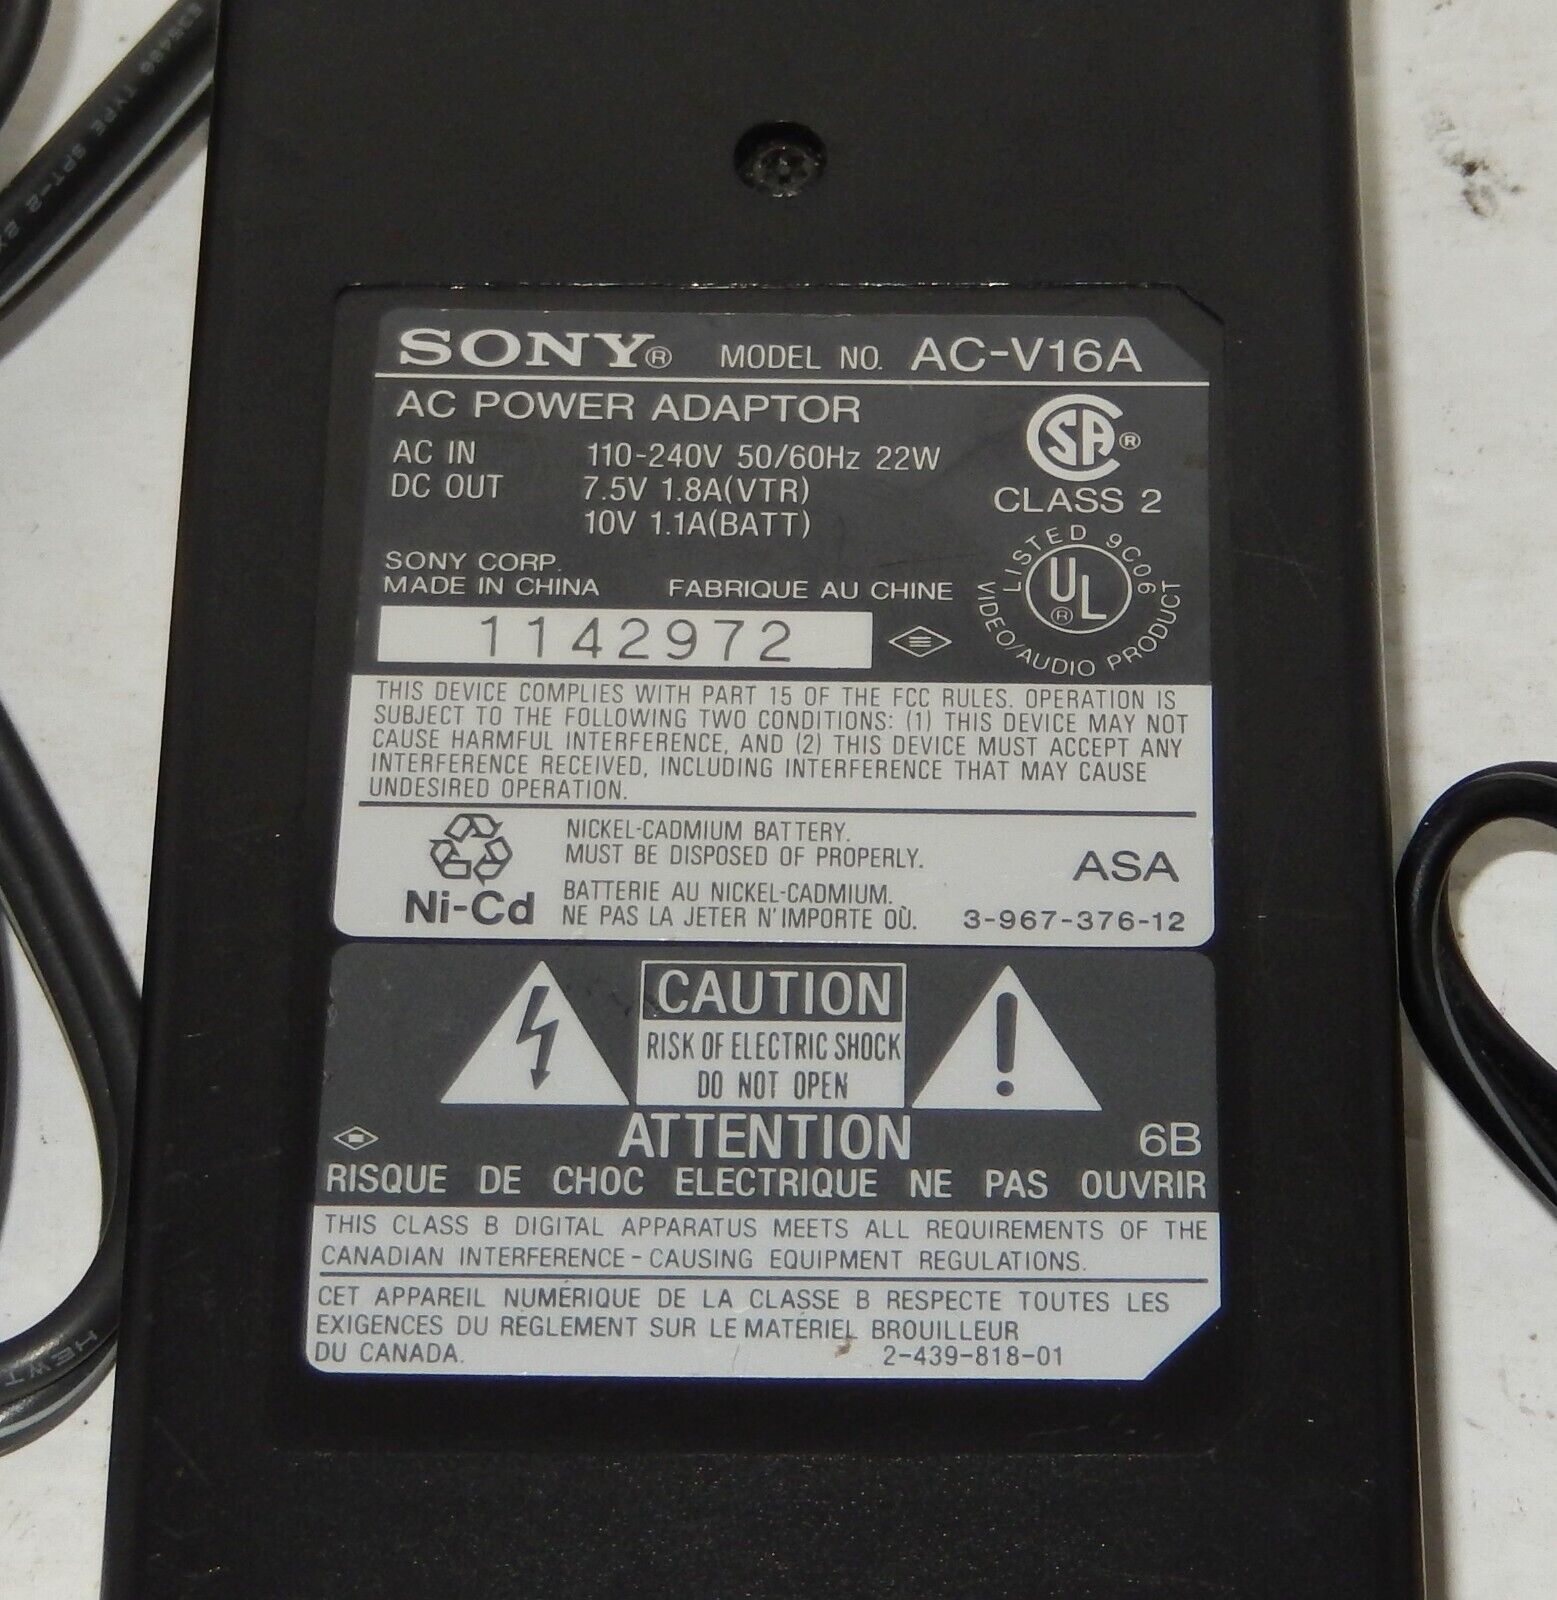 TYPE SPT-2
SONY® MODEL NO. AC-V16A
AC POWER ADAPTOR
AC IN 110-240V 50/60Hz 22W
DC OUT 7.5V 1.8A(VTR)
10V 1.1A(BATT)
SA®
CLASS 2
LISTED 9C06
UL®
VIDEO/AUDIO PRODUCT
SONY CORP.
MADE IN CHINA FABRIQUE AU CHINE
1142972
THIS DEVICE COMPLIES WITH PART 15 OF THE FCC RULES. OPERATION IS
SUBJECT TO THE FOLLOWING TWO CONDITIONS: (1) THIS DEVICE MAY NOT
CAUSE HARMFUL INTERFERENCE, AND (2) THIS DEVICE MUST ACCEPT ANY
INTERFERENCE RECEIVED, INCLUDING INTERFERENCE THAT MAY CAUSE
UNDESIRED OPERATION.
NICKEL-CADMIUM BATTERY.
MUST BE DISPOSED OF PROPERLY.
Ni-Cd
BATTERIE AU NICKEL-CADMIUM.
NE PAS LA JETER N'IMPORTE OÙ.
ASA
3-967-376-12
CAUTION
RISK OF ELECTRIC SHOCK
DO NOT OPEN
ATTENTION 6B
RISQUE DE CHOC ELECTRIQUE NE PAS OUVRIR
THIS CLASS B DIGITAL APPARATUS MEETS ALL REQUIREMENTS OF THE
CANADIAN INTERFERENCE-CAUSING EQUIPMENT REGULATIONS.
CET APPAREIL NUMÉRIQUE DE LA CLASSE B RESPECTE TOUTES LES
EXIGENCES DU RÈGLEMENT SUR LE MATÉRIEL BROUILLEUR
DU CANADA. 2-439-818-01
HEWT